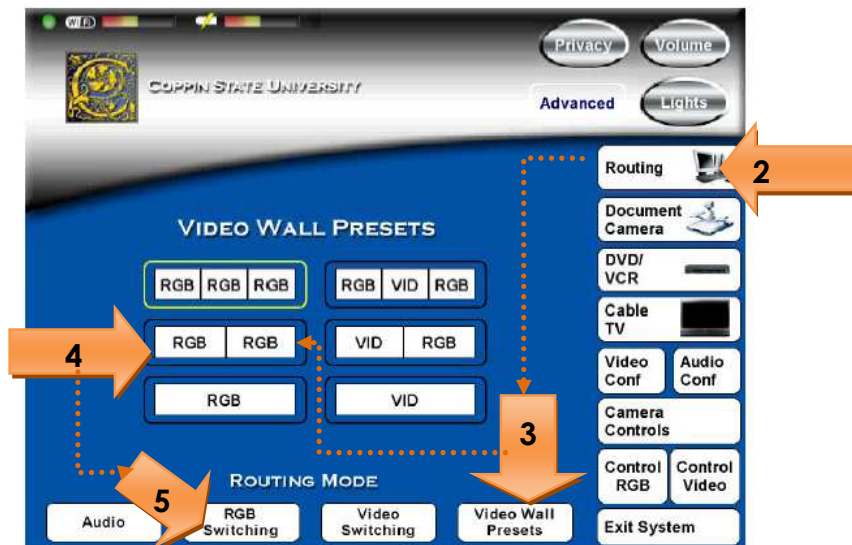 WiFi
Privacy Volume
COPPIN STATE UNIVERSITY
Advanced Lights
Routing
2
Document
Camera
VIDEO WALL PRESETS
DVD/
VCR
RGB RGB RGB
RGB VID RGB
Cable
TV
4
RGB RGB
VID RGB
Video
Conf
Audio
Conf
RGB
VID
Camera
Controls
3
Control
RGB
Control
Video
ROUTING MODE
5
Audio
RGB
Switching
Video
Switching
Video Wall
Presets
Exit System